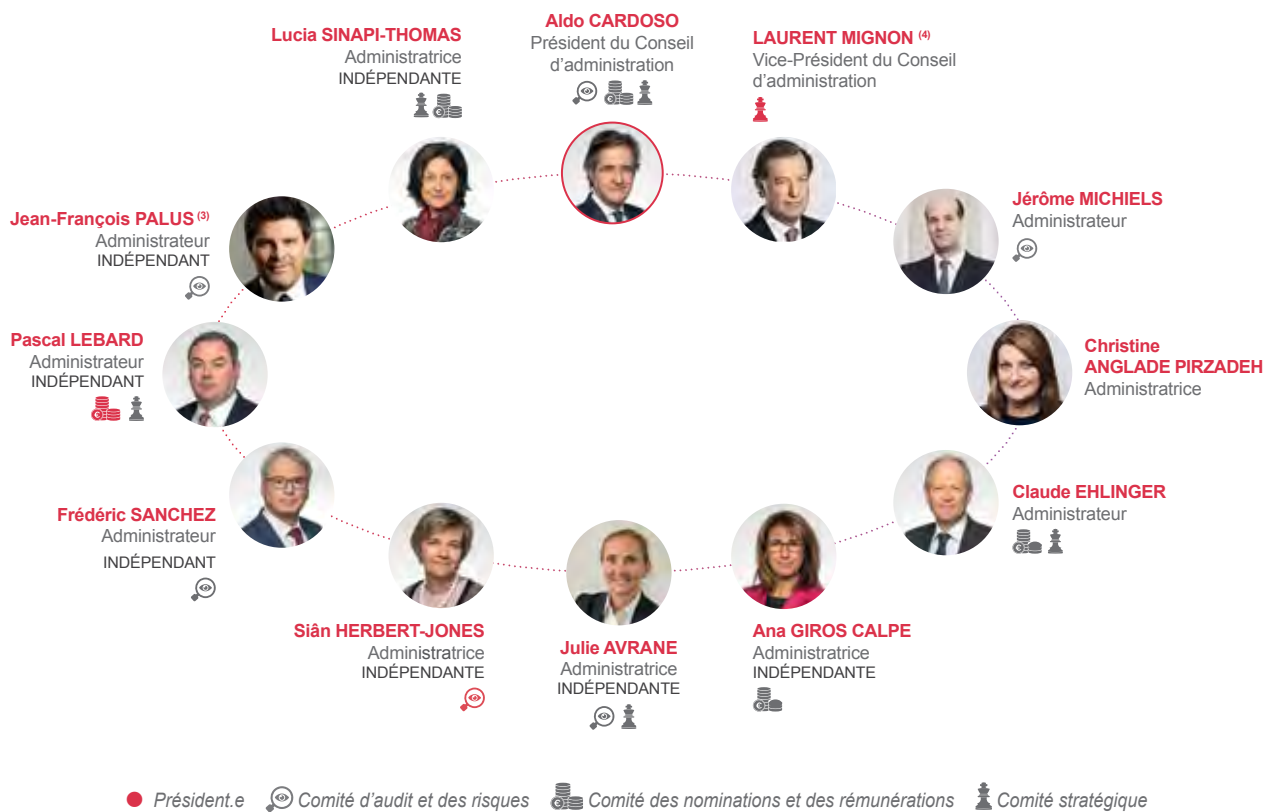 Aldo CARDOSO
Président du Conseil
d'administration
LAURENT MIGNON (4)
Vice-Président du Conseil
d'administration
Jérôme MICHIELS
Administrateur
Christine
ANGLADE PIRZADEH
Administratrice
Claude EHLINGER
Administrateur
Ana GIROS CALPE
Administratrice
INDÉPENDANTE
Julie AVRANE
Administratrice
INDÉPENDANTE
Siân HERBERT-JONES
Administratrice
INDÉPENDANTE
Frédéric SANCHEZ
Administrateur
INDÉPENDANT
Pascal LEBARD
Administrateur
INDÉPENDANT
Jean-François PALUS (3)
Administrateur
INDÉPENDANT
Lucia SINAPI-THOMAS
Administratrice
INDÉPENDANTE
Président.e Comité d'audit et des risques Comité des nominations et des rémunérations Comité stratégique